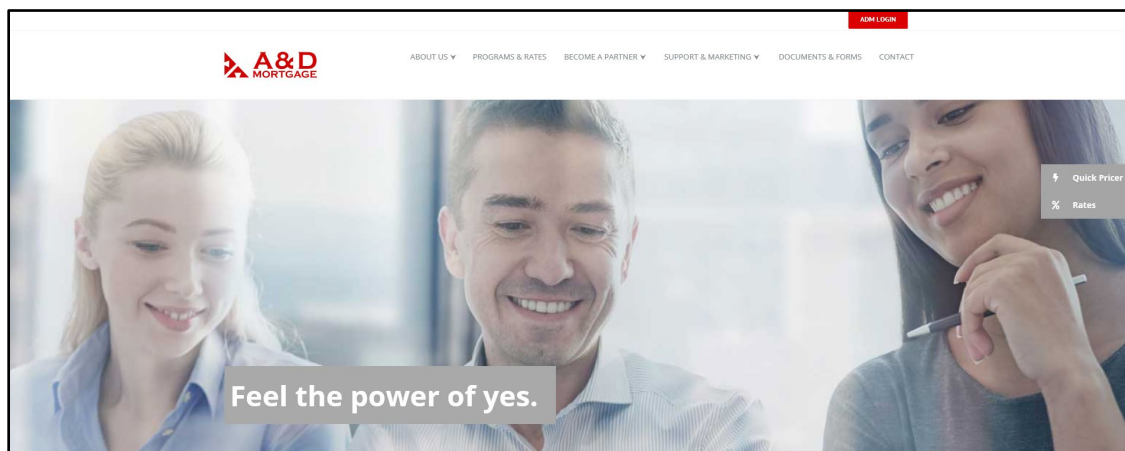 ADM LOGIN
A&D
MORTGAGE
ABOUT US
PROGRAMS & RATES
BECOME A PARTNER
SUPPORT & MARKETING
DOCUMENTS & FORMS
CONTACT
Quick Pricer
% Rates
Feel the power of yes.